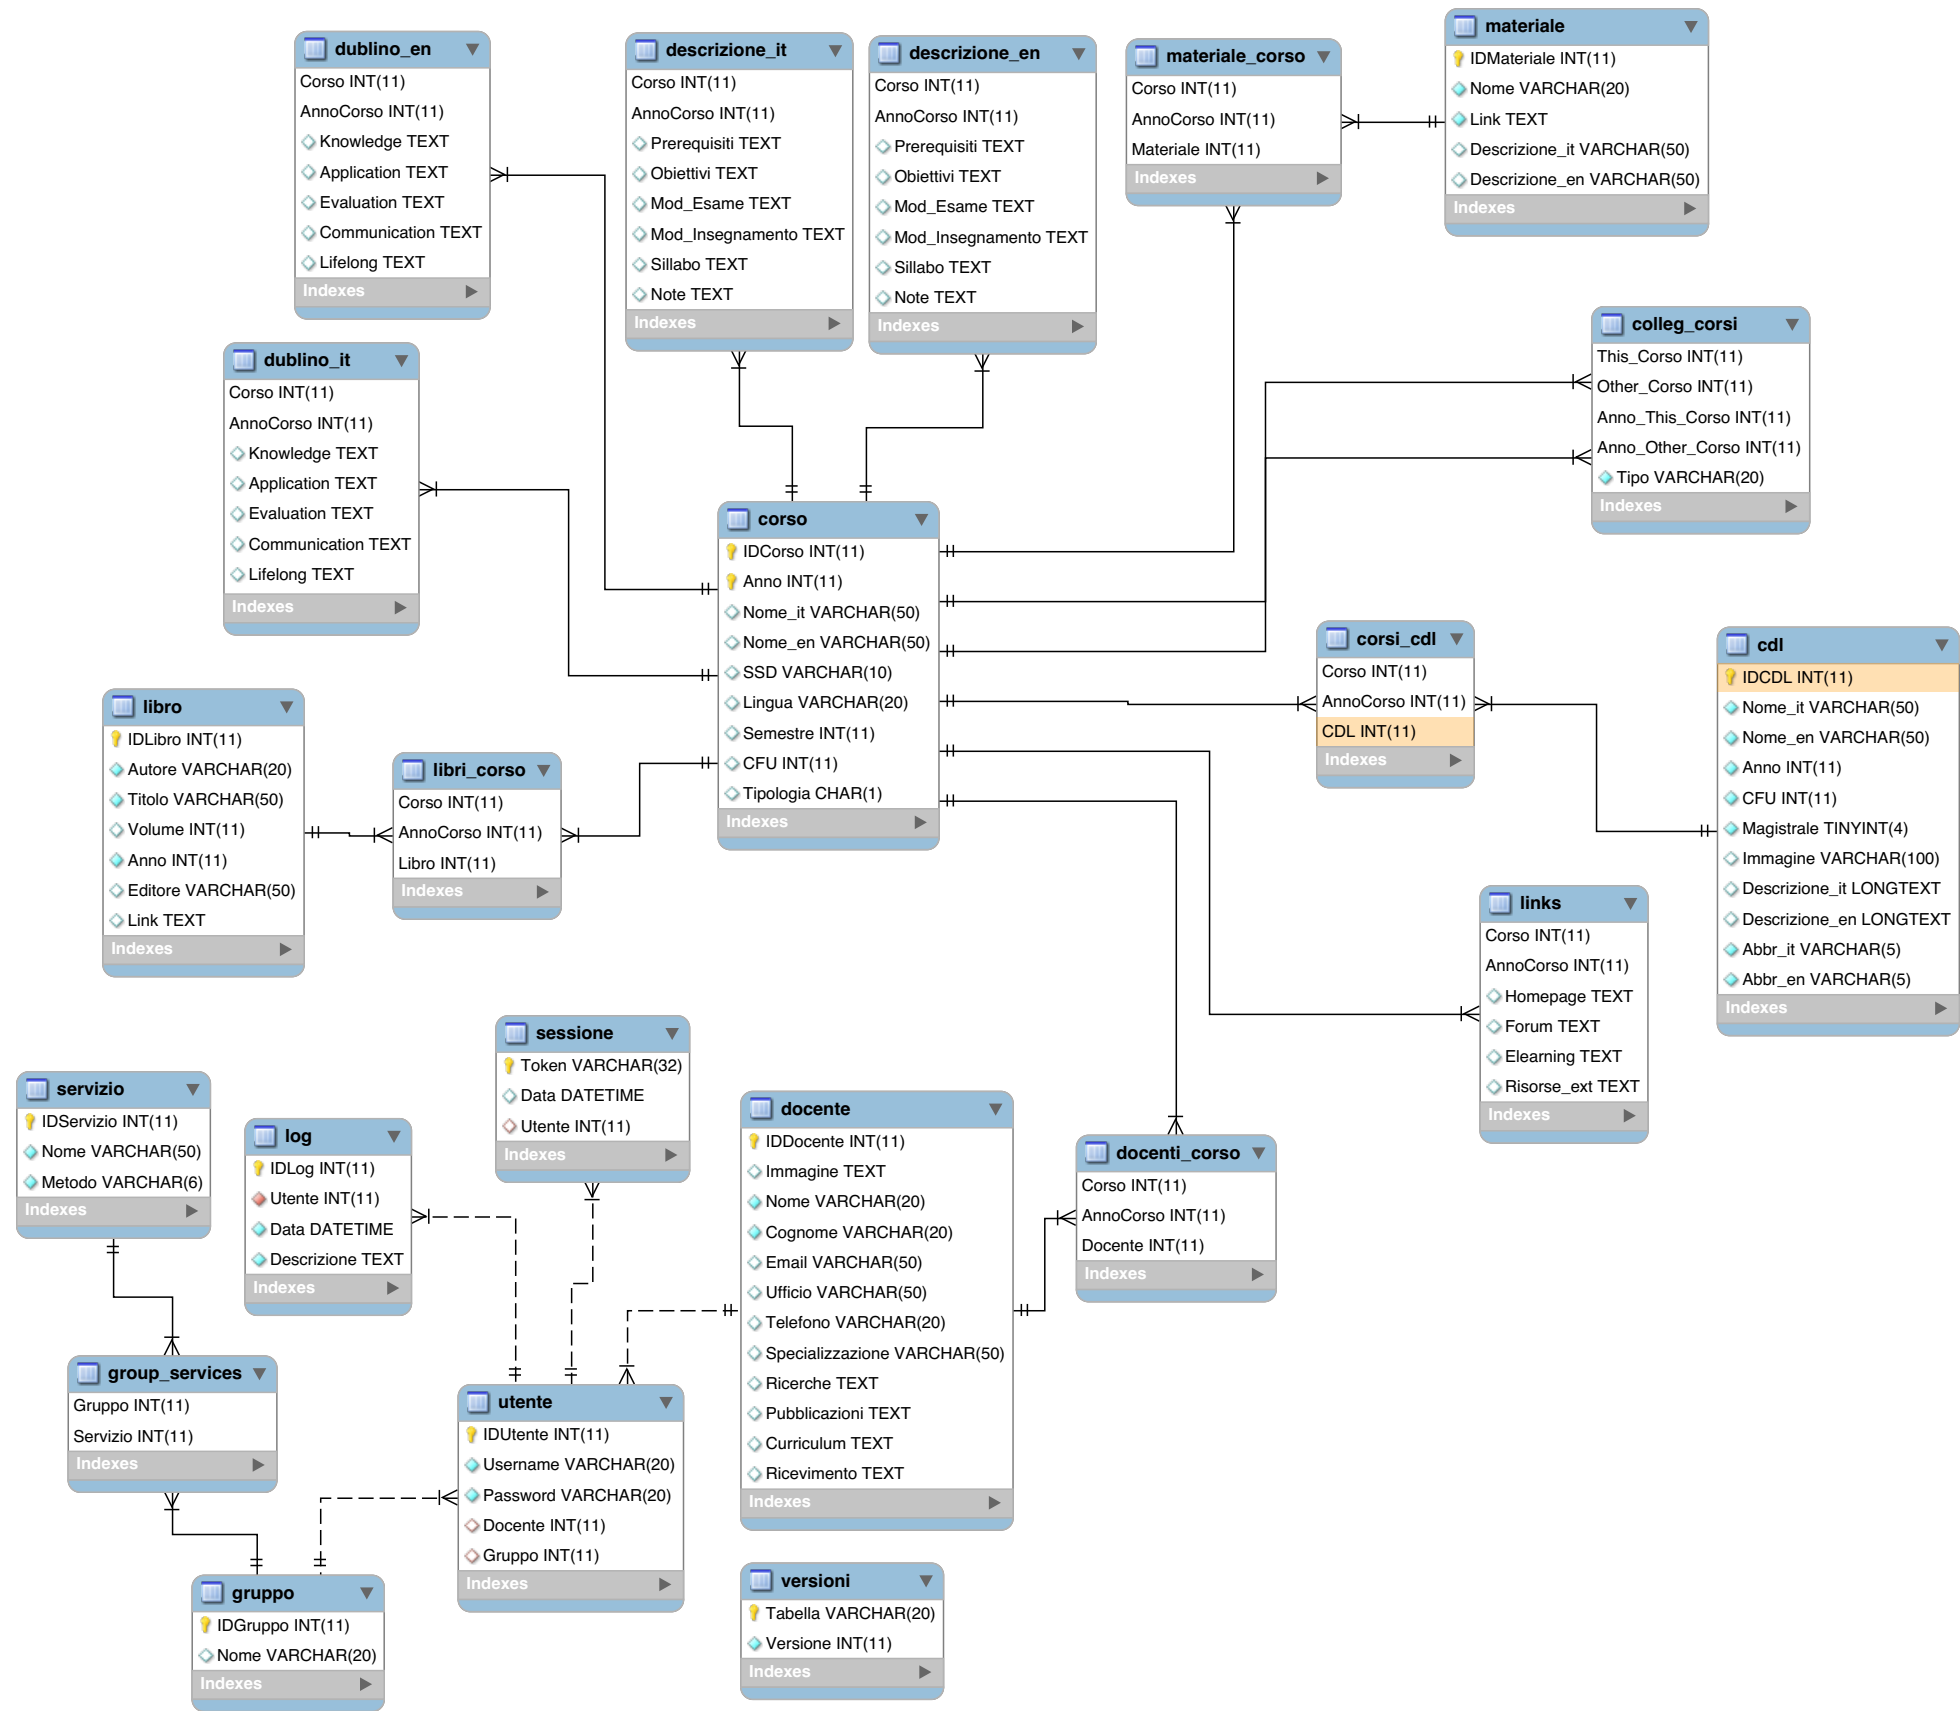 dublino_en
Corso INT(11)
AnnoCorso INT(11)
Knowledge TEXT
Application TEXT
Evaluation TEXT
Communication TEXT
Lifelong TEXT
Indexes
descrizione_it
Corso INT(11)
AnnoCorso INT(11)
Prerequisiti TEXT
Obiettivi TEXT
Mod_Esame TEXT
Mod_Insegnamento TEXT
Sillabo TEXT
Note TEXT
Indexes
descrizione_en
Corso INT(11)
AnnoCorso INT(11)
Prerequisiti TEXT
Obiettivi TEXT
Mod_Esame TEXT
Mod_Insegnamento TEXT
Sillabo TEXT
Note TEXT
Indexes
materiale_corso
Corso INT(11)
AnnoCorso INT(11)
Materiale INT(11)
Indexes
materiale
IDMateriale INT(11)
Nome VARCHAR(20)
Link TEXT
Descrizione_it VARCHAR(50)
Descrizione_en VARCHAR(50)
Indexes
dublino_it
Corso INT(11)
AnnoCorso INT(11)
Knowledge TEXT
Application TEXT
Evaluation TEXT
Communication TEXT
Lifelong TEXT
Indexes
colleg_corsi
This_Corso INT(11)
Other_Corso INT(11)
Anno_This_Corso INT(11)
Anno_Other_Corso INT(11)
Tipo VARCHAR(20)
Indexes
corso
IDCorso INT(11)
Anno INT(11)
Nome_it VARCHAR(50)
Nome_en VARCHAR(50)
SSD VARCHAR(10)
Lingua VARCHAR(20)
Semestre INT(11)
CFU INT(11)
Tipologia CHAR(1)
Indexes
corsi_cdl
Corso INT(11)
AnnoCorso INT(11)
CDL INT(11)
Indexes
cdl
IDCDL INT(11)
Nome_it VARCHAR(50)
Nome_en VARCHAR(50)
Anno INT(11)
CFU INT(11)
Magistrale TINYINT(4)
Immagine VARCHAR(100)
Descrizione_it LONGTEXT
Descrizione_en LONGTEXT
Abbr_it VARCHAR(5)
Abbr_en VARCHAR(5)
Indexes
libro
IDLibro INT(11)
Autore VARCHAR(20)
Titolo VARCHAR(50)
Volume INT(11)
Anno INT(11)
Editore VARCHAR(50)
Link TEXT
Indexes
libri_corso
Corso INT(11)
AnnoCorso INT(11)
Libro INT(11)
Indexes
links
Corso INT(11)
AnnoCorso INT(11)
Homepage TEXT
Forum TEXT
Elearning TEXT
Risorse_ext TEXT
Indexes
sessione
Token VARCHAR(32)
Data DATETIME
Utente INT(11)
Indexes
servizio
IDServizio INT(11)
Nome VARCHAR(50)
Metodo VARCHAR(6)
Indexes
log
IDLog INT(11)
Utente INT(11)
Data DATETIME
Descrizione TEXT
Indexes
docente
IDDocente INT(11)
Immagine TEXT
Nome VARCHAR(20)
Cognome VARCHAR(20)
Email VARCHAR(50)
Ufficio VARCHAR(50)
Telefono VARCHAR(20)
Specializzazione VARCHAR(50)
Ricerche TEXT
Pubblicazioni TEXT
Curriculum TEXT
Ricevimento TEXT
Indexes
docenti_corso
Corso INT(11)
AnnoCorso INT(11)
Docente INT(11)
Indexes
group_services
Gruppo INT(11)
Servizio INT(11)
Indexes
utente
IDUtente INT(11)
Username VARCHAR(20)
Password VARCHAR(20)
Docente INT(11)
Gruppo INT(11)
Indexes
gruppo
IDGruppo INT(11)
Nome VARCHAR(20)
Indexes
versioni
Tabella VARCHAR(20)
Versione INT(11)
Indexes